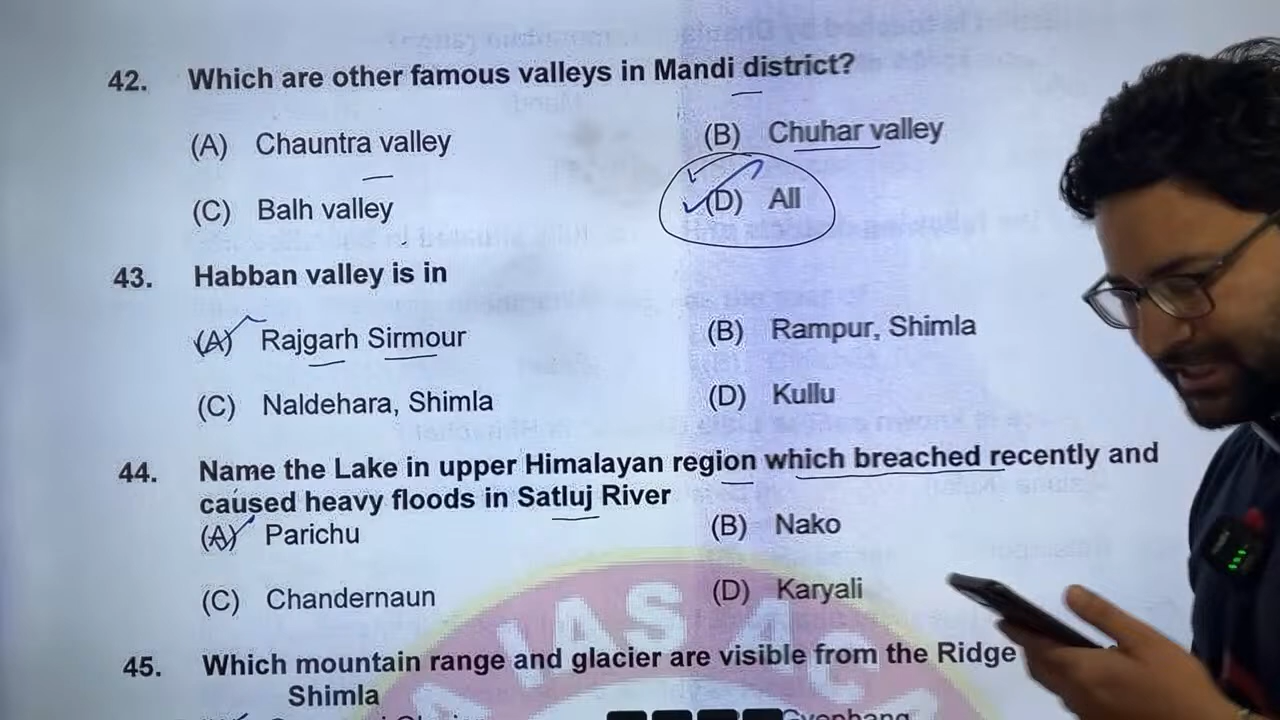 42. Which are other famous valleys in Mandi district?
(A) Chauntra valley (B) Chuhar valley
(C) Balh valley (D) All
43. Habban valley is in
(A) Rajgarh Sirmour (B) Rampur, Shimla
(C) Naldehara, Shimla (D) Kullu
44. Name the Lake in upper Himalayan region which breached recently and
caused heavy floods in Satluj River
(A) Parichu (B) Nako
(C) Chandernaun (D) Karyali
IAS ACA
45. Which mountain range and glacier are visible from the Ridge
Shimla